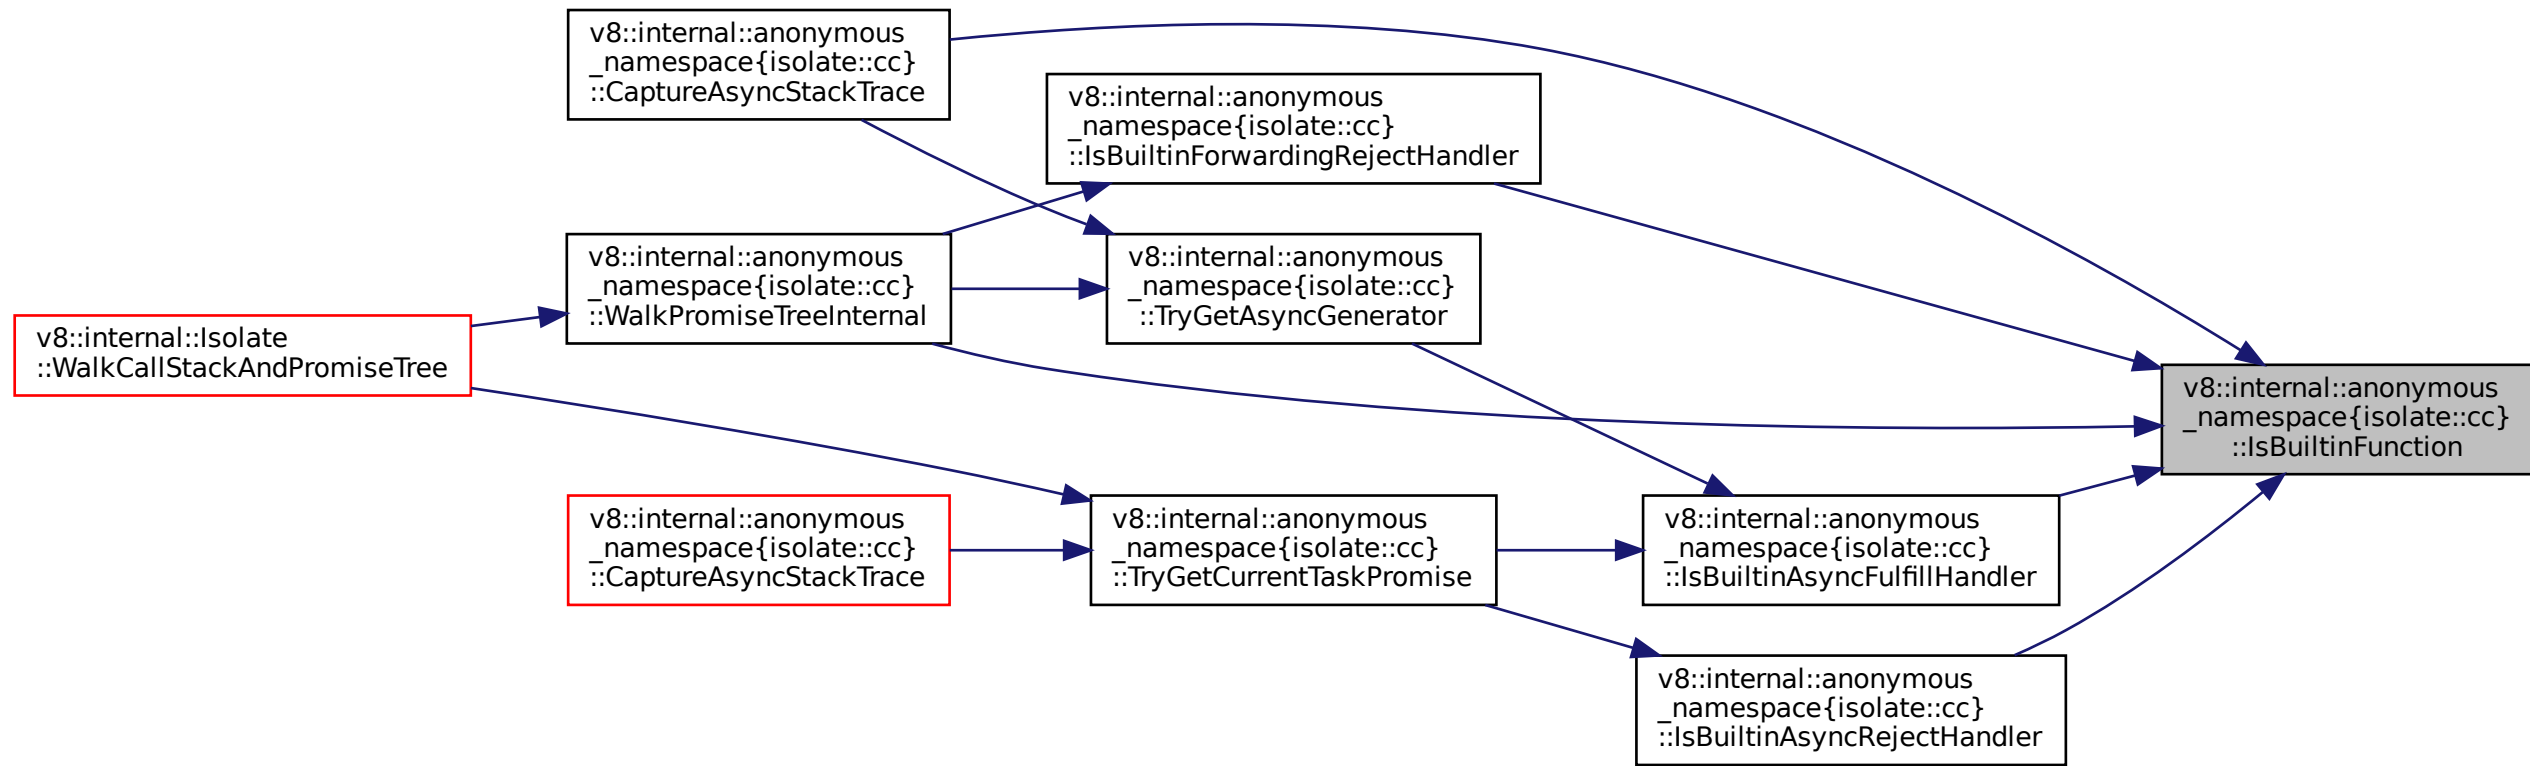 v8::internal::anonymous
_namespace{isolate::cc}
::CaptureAsyncStackTrace
v8::internal::anonymous
_namespace{isolate::cc}
::IsBuiltinForwardingRejectHandler
v8::internal::anonymous
_namespace{isolate::cc}
::WalkPromiseTreeInternal
v8::internal::anonymous
_namespace{isolate::cc}
::TryGetAsyncGenerator
v8::internal::Isolate
::WalkCallStackAndPromiseTree
v8::internal::anonymous
_namespace{isolate::cc}
::IsBuiltinFunction
v8::internal::anonymous
_namespace{isolate::cc}
::CaptureAsyncStackTrace
v8::internal::anonymous
_namespace{isolate::cc}
::TryGetCurrentTaskPromise
v8::internal::anonymous
_namespace{isolate::cc}
::IsBuiltinAsyncFulfillHandler
v8::internal::anonymous
_namespace{isolate::cc}
::IsBuiltinAsyncRejectHandler